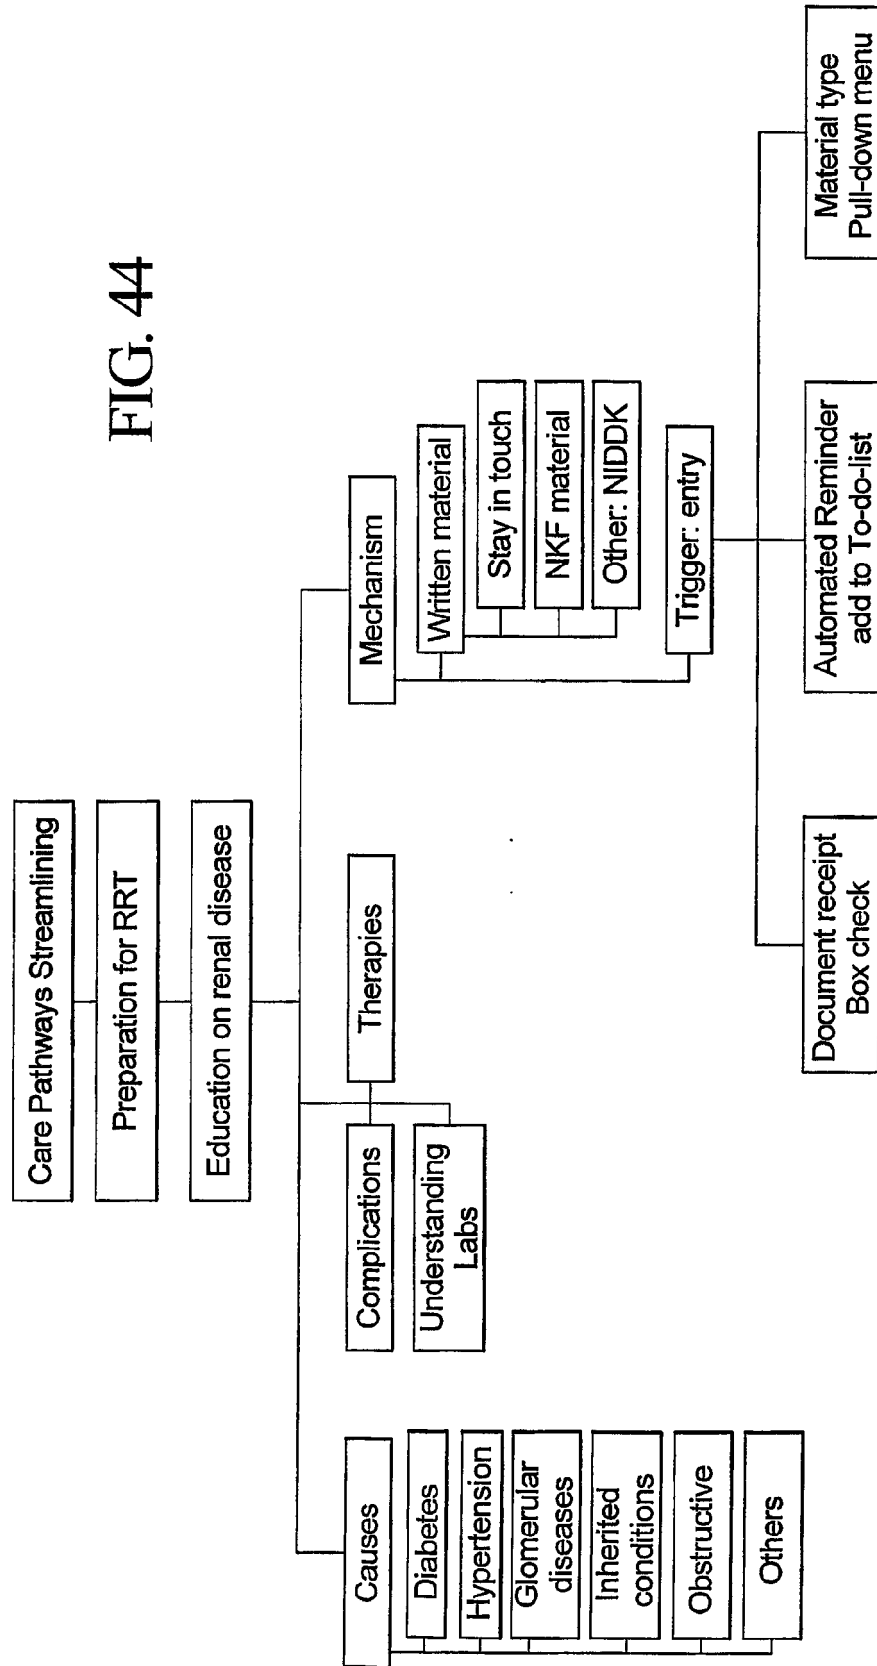 FIG. 44
Care Pathways Streamlining
Preparation for RRT
Education on renal disease
Causes
Diabetes
Hypertension
Glomerular
diseases
Inherited
conditions
Obstructive
Others
Complications
Therapies
Understanding
Labs
Mechanism
Written material
Stay in touch
NKF material
Other: NIDDK
Trigger: entry
Document receipt
Box check
Automated Reminder
add to To-do-list
Material type
Pull-down menu